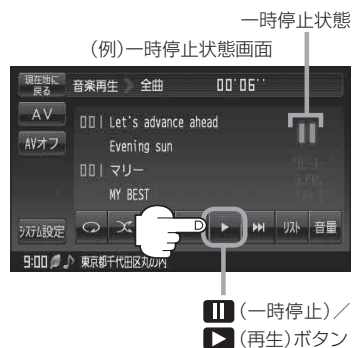 一時停止状態
(例)一時停止状態画面
現在地に
戻る
音楽再生 全曲 00'06''
AV
001 Let's advance ahead
AVオフ
Evening sun
001 マリー
MY BEST
システム設定
リスト 音量
9:00 東京都千代田区丸の内
(一時停止)/
(再生)ボタン